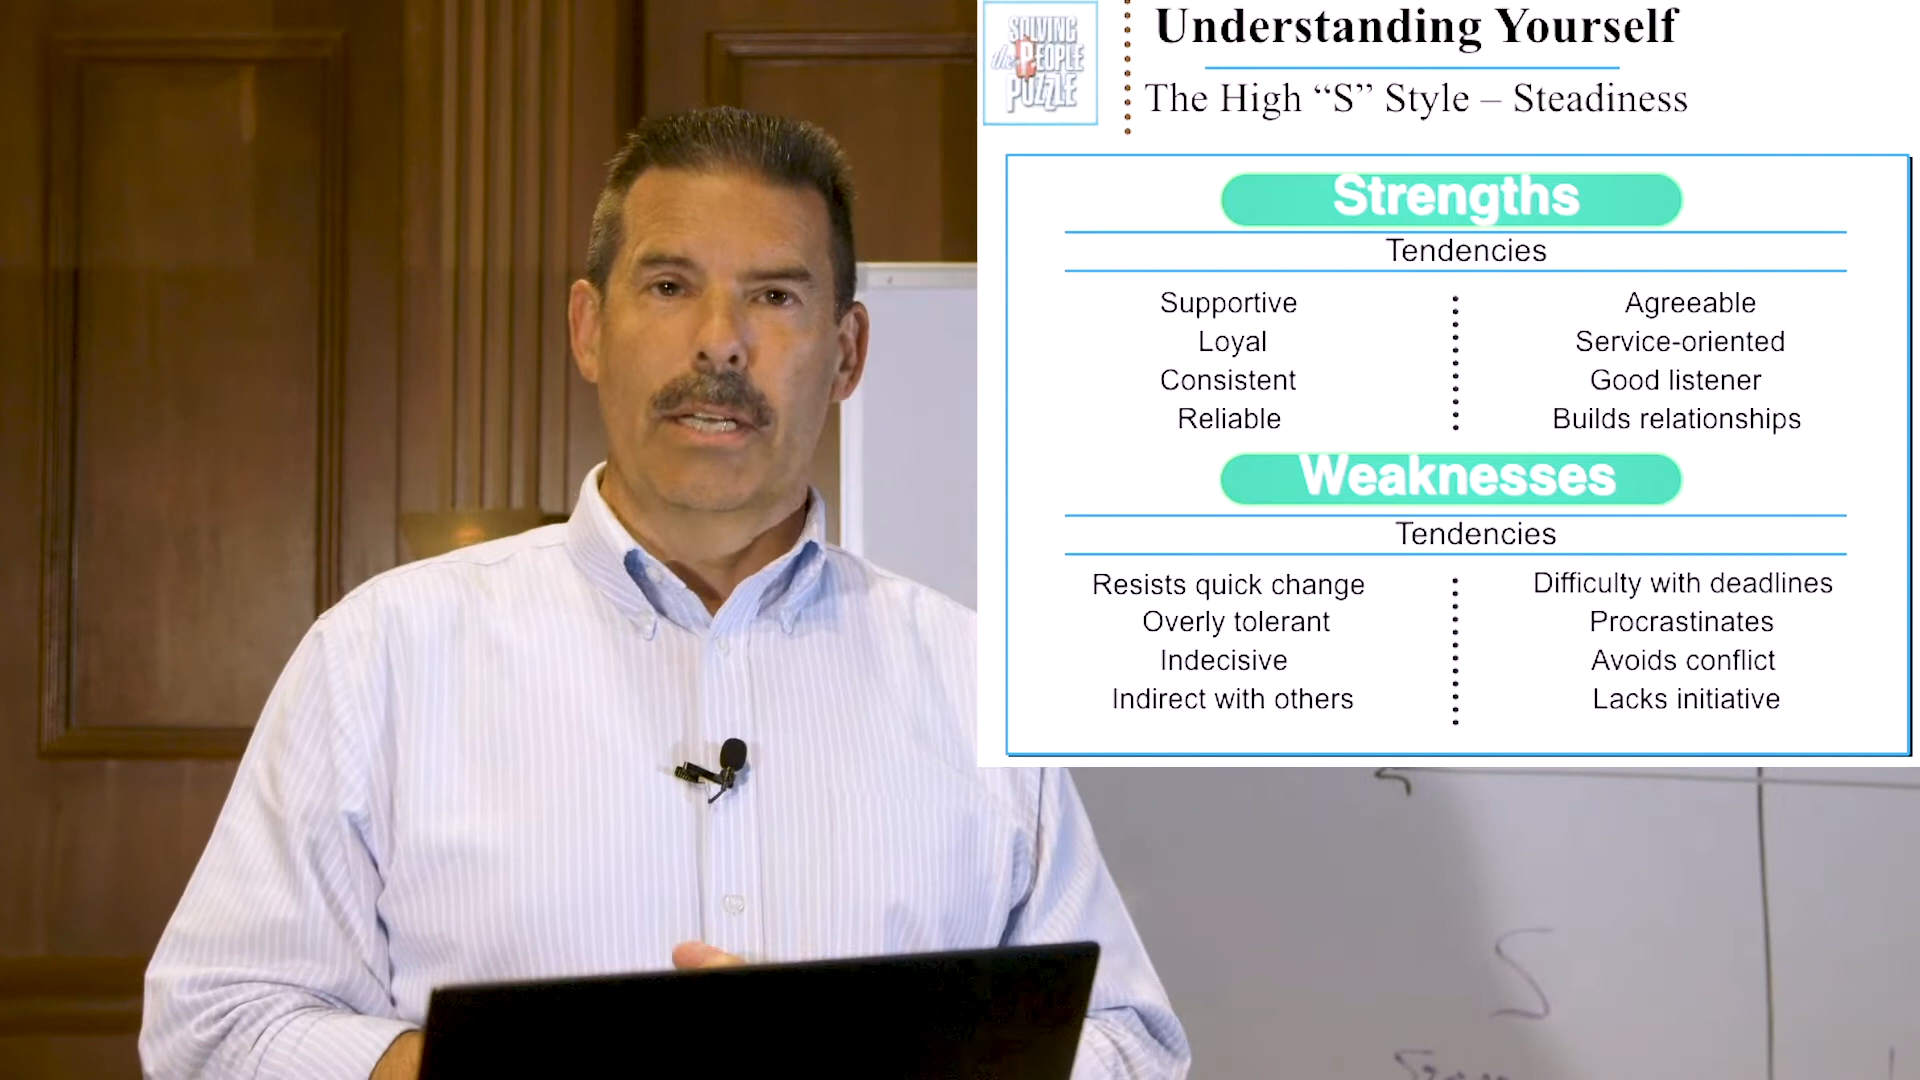 SOLVING
the PEOPLE
PUZZLE
Understanding Yourself
The High “S” Style – Steadiness
Strengths
Tendencies
Supportive
Agreeable
Loyal
Service-oriented
Consistent
Good listener
Reliable
Builds relationships
Weaknesses
Tendencies
Resists quick change
Difficulty with deadlines
Overly tolerant
Procrastinates
Indecisive
Avoids conflict
Indirect with others
Lacks initiative
S